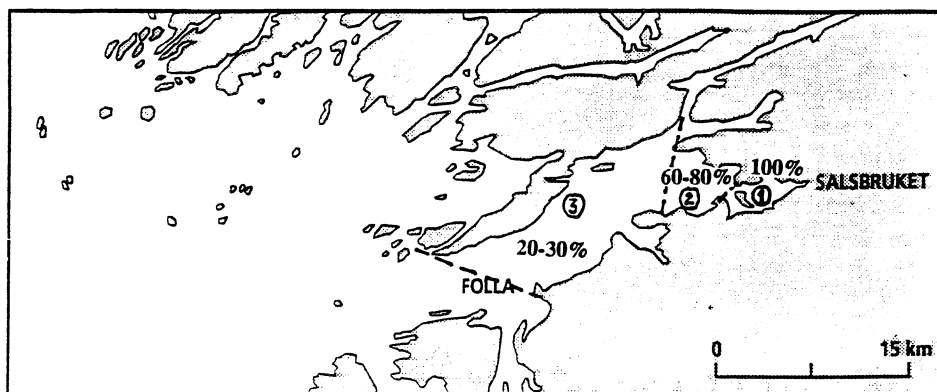 100%
60-80%
SALSBRUKET
②
①
③
20-30%
FOLLA
0
15 km